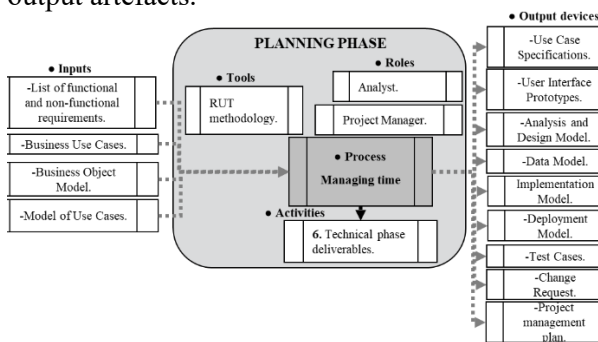 output artefacts.
PLANNING PHASE
● Inputs
-List of functional
and non-functional
requirements.
-Business Use Cases.
-Business Object
Model.
-Model of Use Cases.
● Tools
RUT
methodology.
● Roles
Analyst.
Project Manager.
● Process
Managing time
● Activities
6. Technical phase
deliverables.
● Output devices
-Use Case
Specifications.
-User Interface
Prototypes.
-Analysis and
Design Model.
-Data Model.
Implementation
Model.
-Deployment
Model.
-Test Cases.
-Change
Request.
-Project
management
plan.